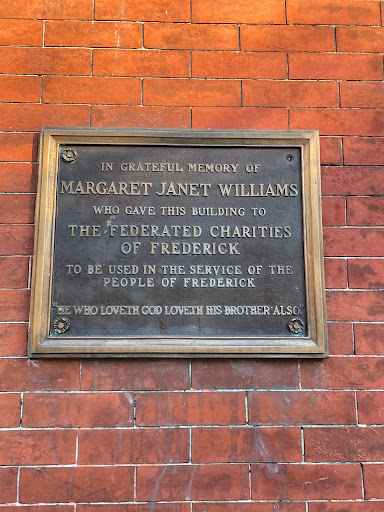 IN GRATEFUL MEMORY OF
MARGARET JANET WILLIAMS
WHO GAVE THIS BUILDING TO
THE FEDERATED CHARITIES
OF FREDERICK
TO BE USED IN THE SERVICE OF THE
PEOPLE OF FREDERICK
"HE WHO LOVETH GOD LOVETH HIS BROTHER ALSO."